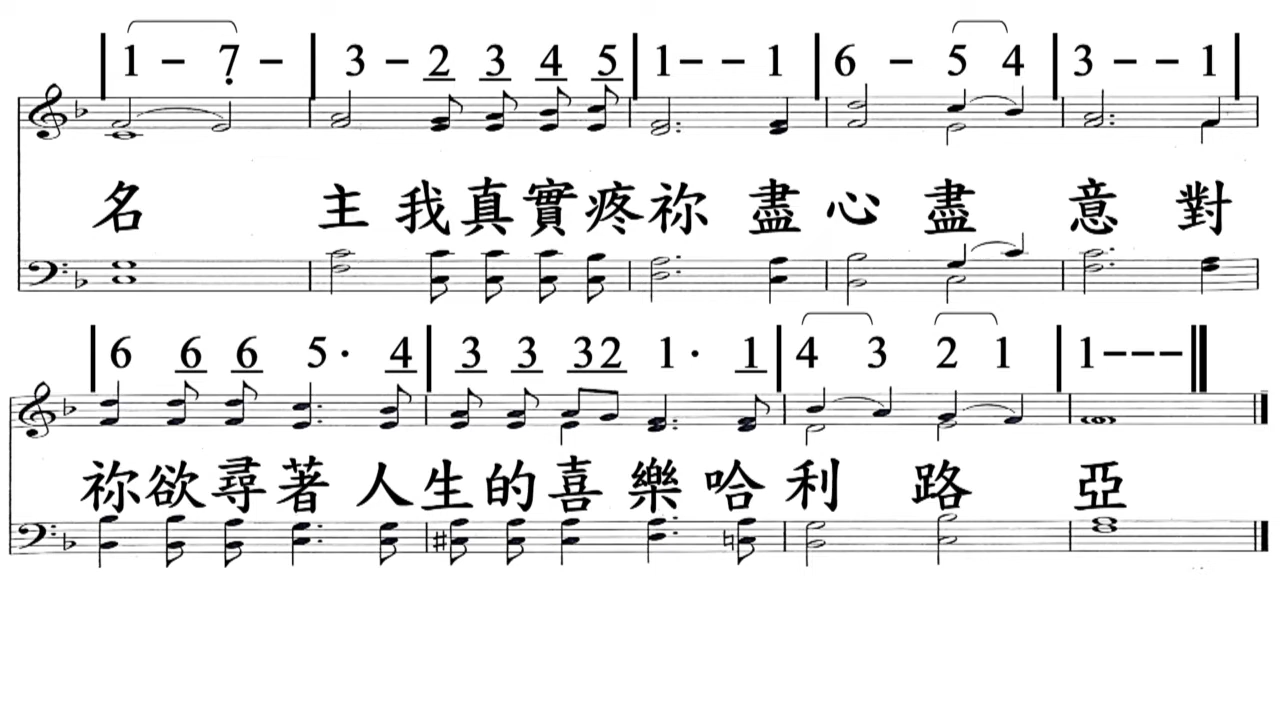 1 - 7 - 3 - 2 3 4 5 1 - - 1 6 - 5 4 3 - - 1
名 主 我 真 實 疼 祢 盡 心 盡 意 對
6 6 6 5 · 4 3 3 32 1 · 1 4 3 2 1 1 - - -
祢 欲 尋 著 人 生 的 喜 樂 哈 利 路 亞